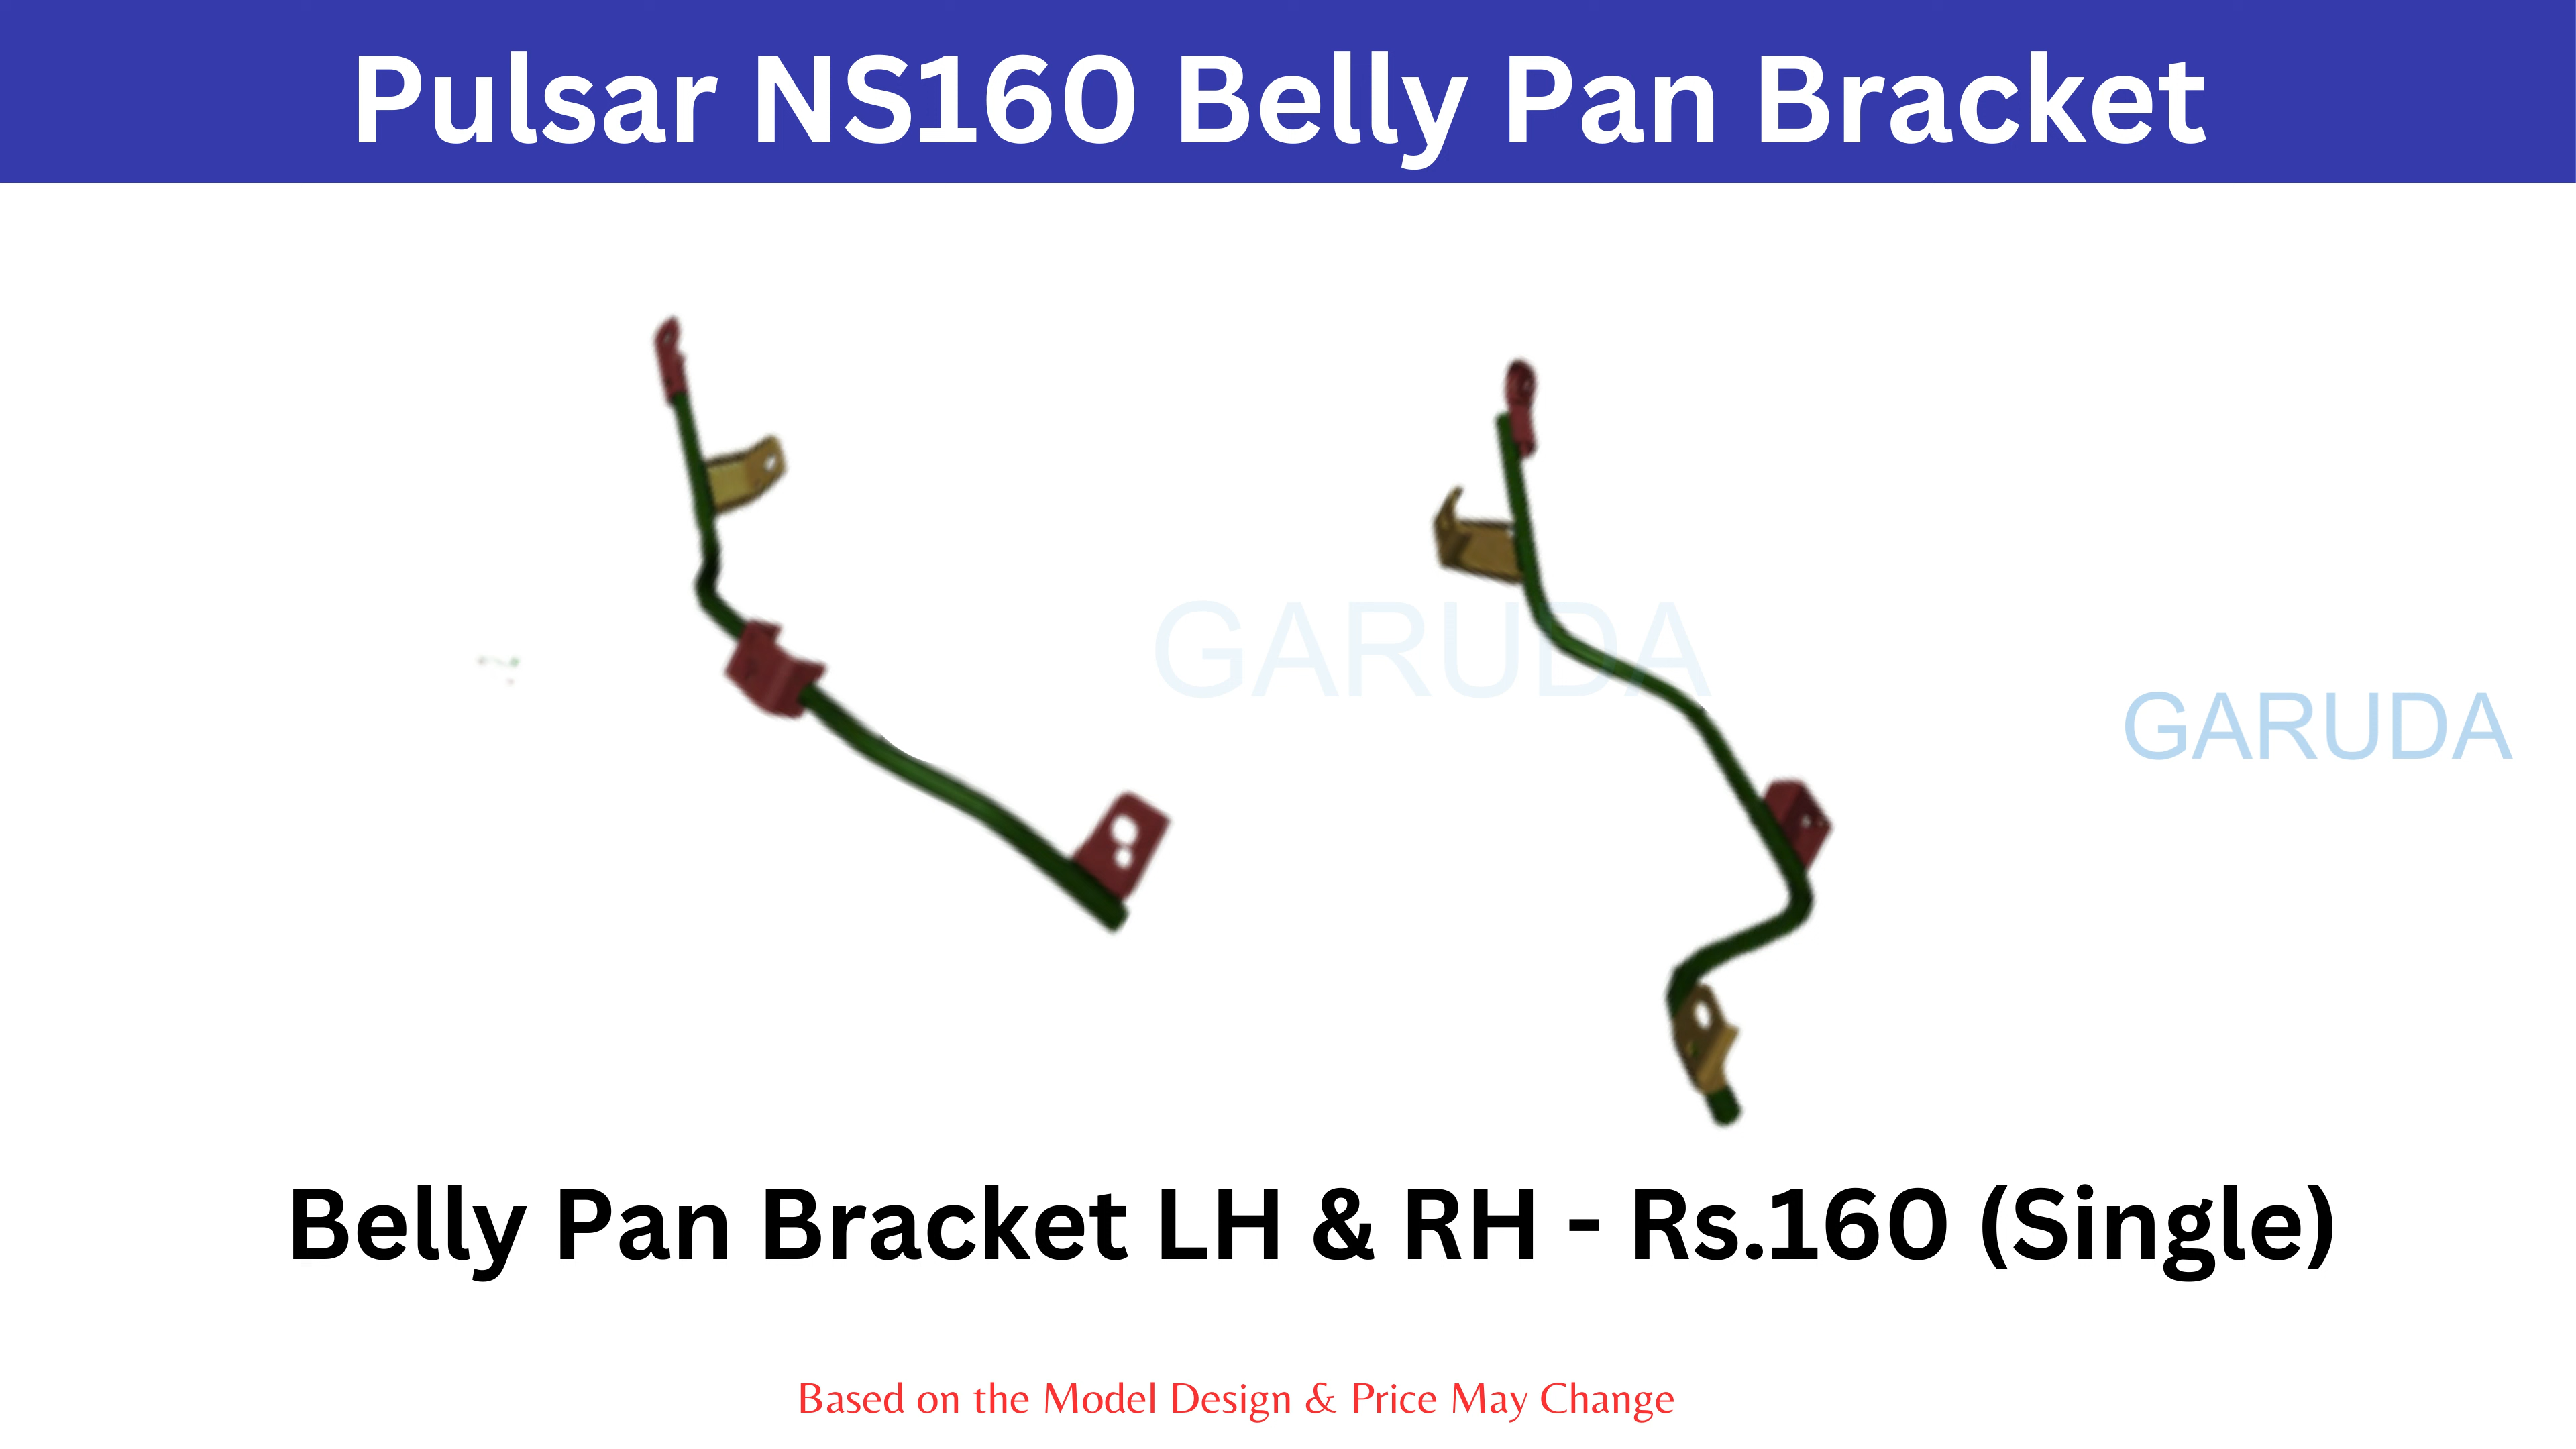 Pulsar NS160 Belly Pan Bracket
GARUDA
GARUDA
Belly Pan Bracket LH & RH - Rs.160 (Single)
Based on the Model Design & Price May Change